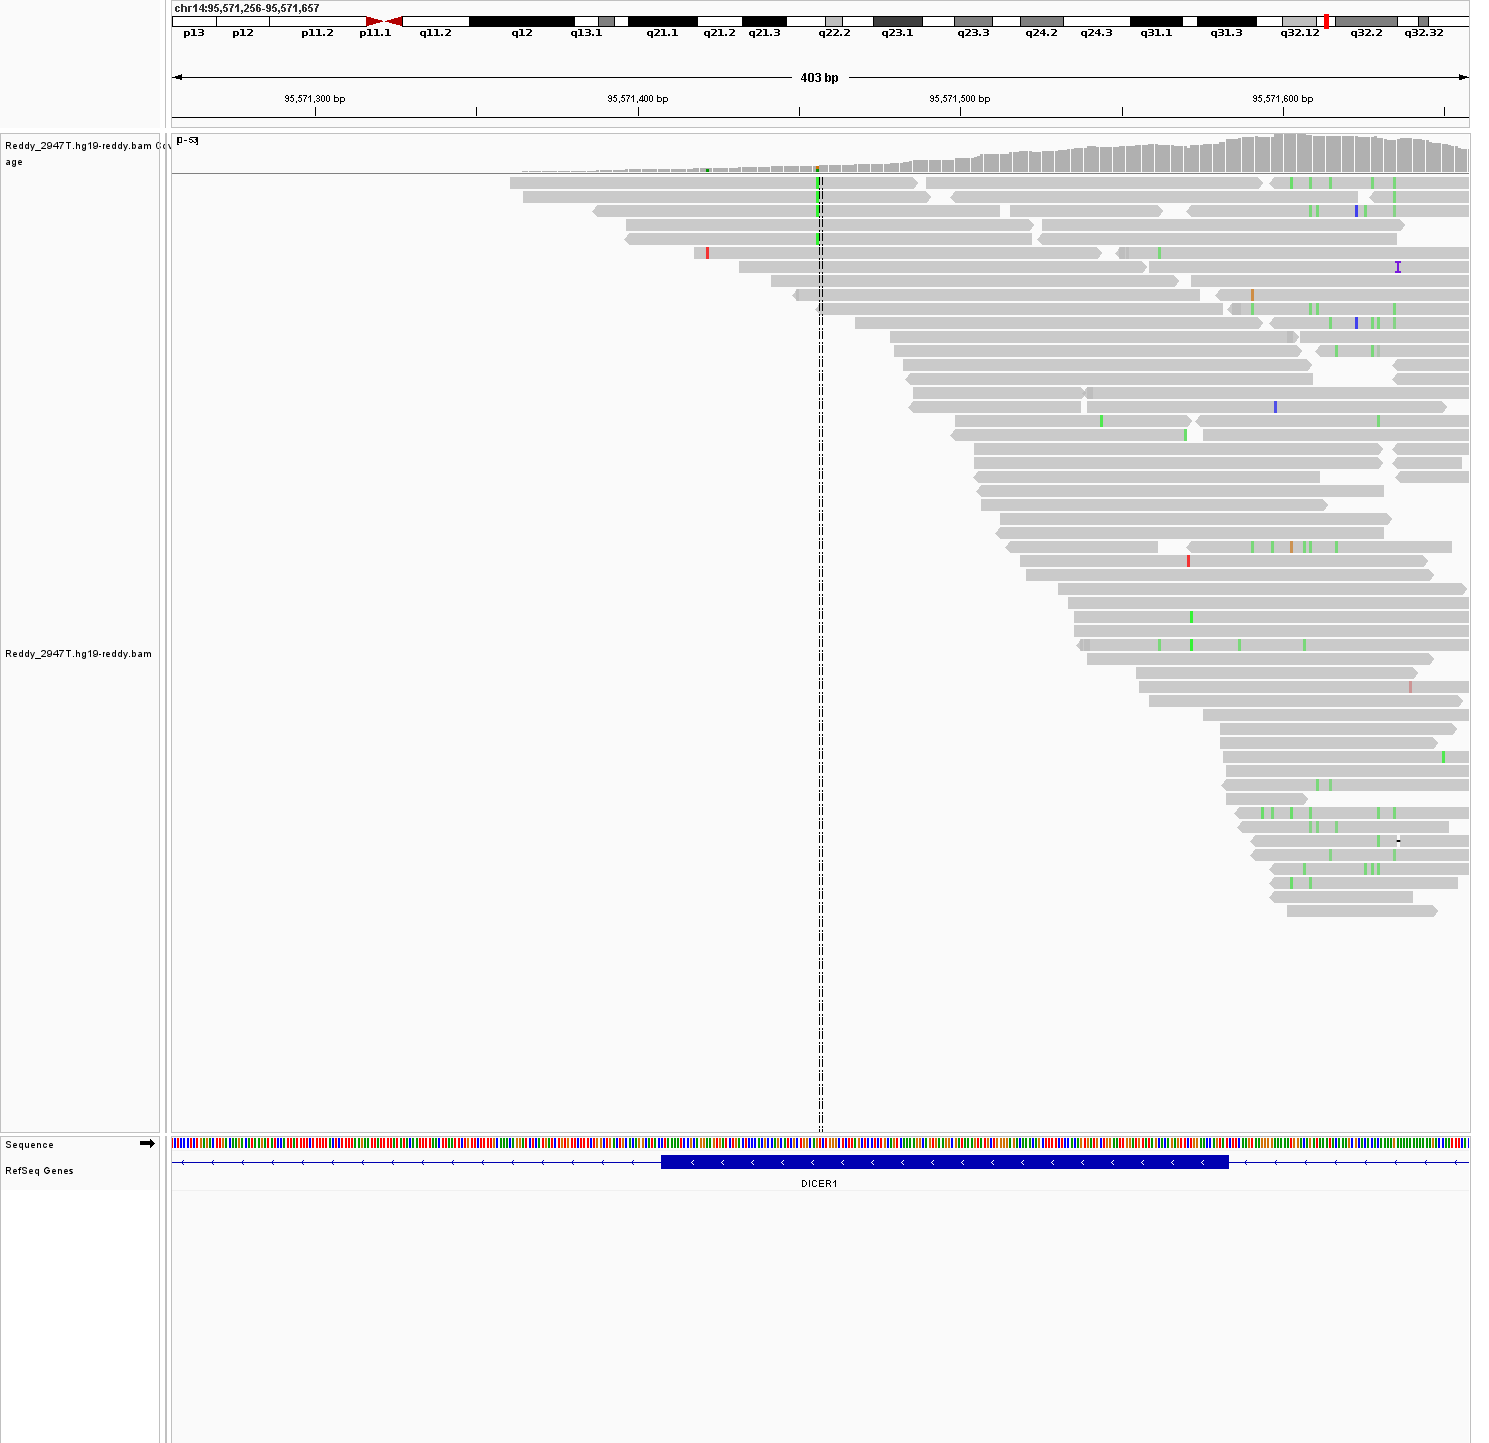 chr14:95,571,256-95,571,657
p13 p12 p11.2 p11.1 q11.2 q12 q13.1 q21.1 q21.2 q21.3 q22.2 q23.1 q23.3 q24.2 q24.3 q31.1 q31.3 q32.12 q32.2 q32.32
403 bp
95,571,300 bp 95,571,400 bp 95,571,500 bp 95,571,600 bp
[0-53]
Reddy_2947T.hg19-reddy.bam Cov
age
Reddy_2947T.hg19-reddy.bam
Sequence
RefSeq Genes
DICER1